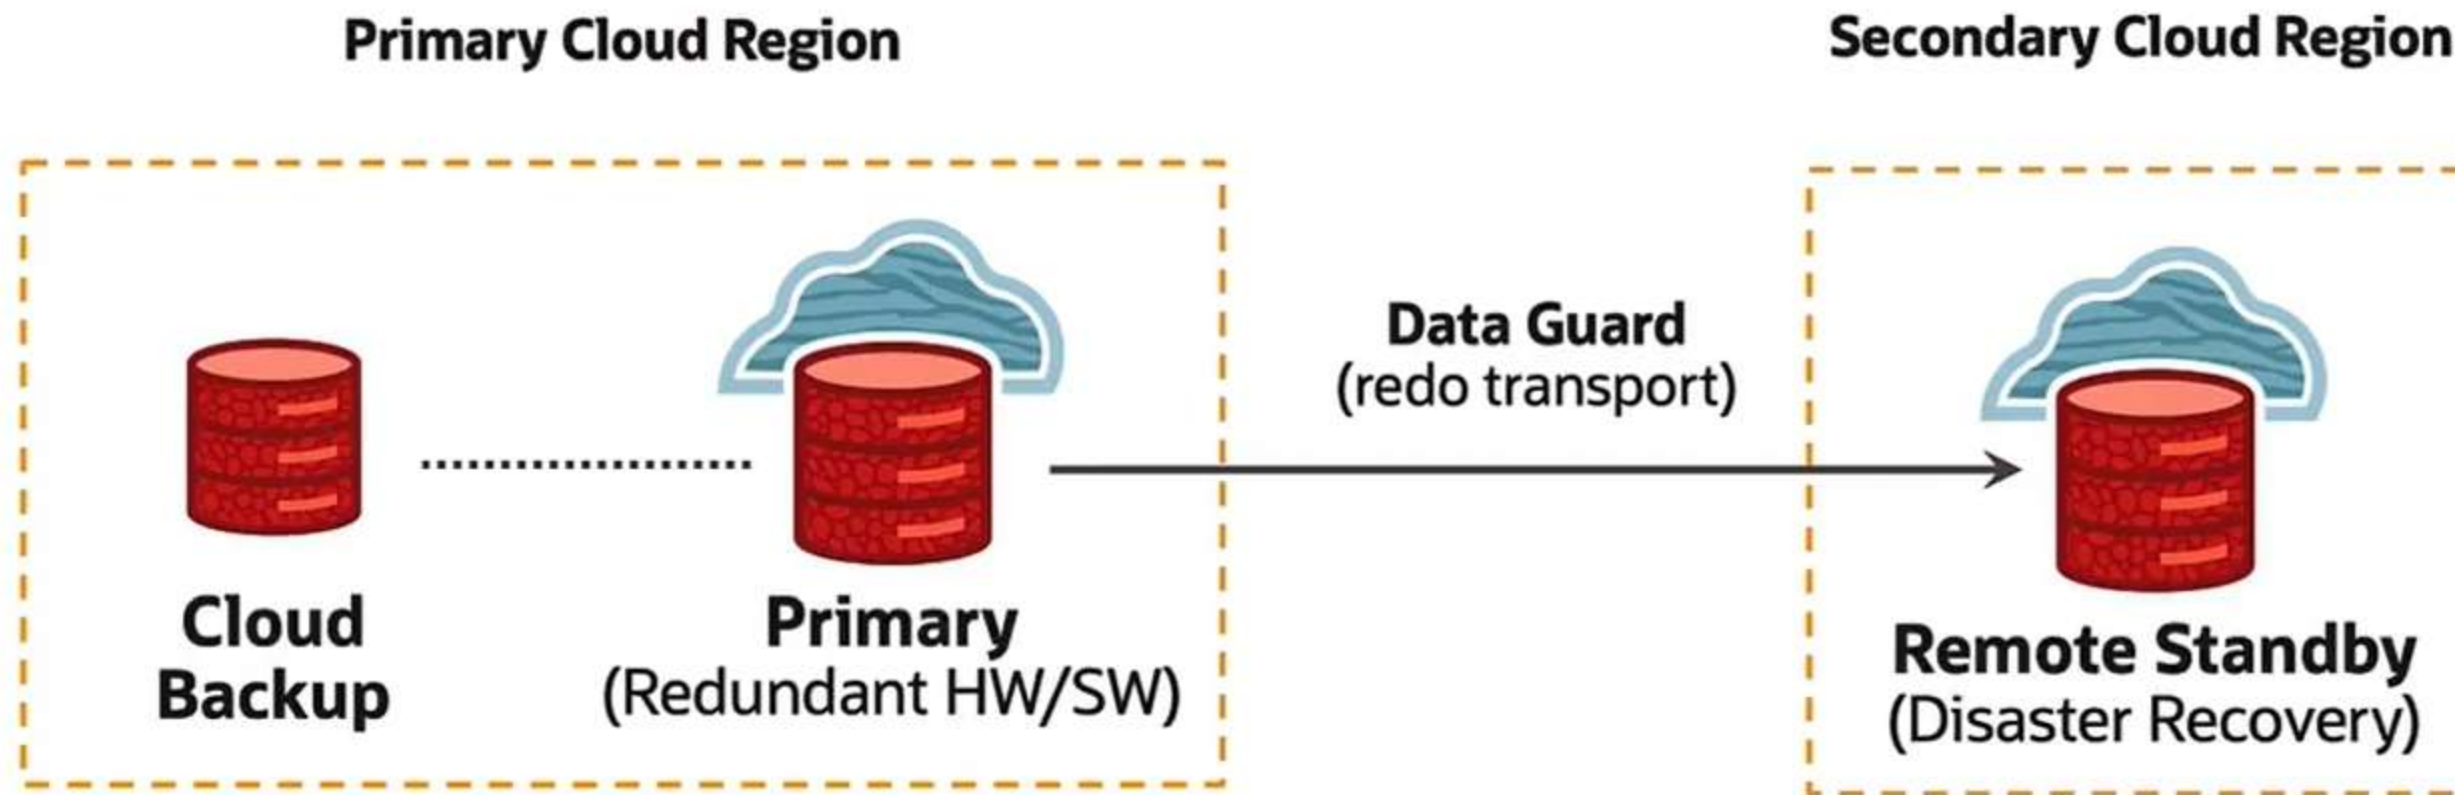 Primary Cloud Region
Secondary Cloud Region
Data Guard
(redo transport)
Cloud
Backup
Primary
(Redundant HW/SW)
Remote Standby
(Disaster Recovery)